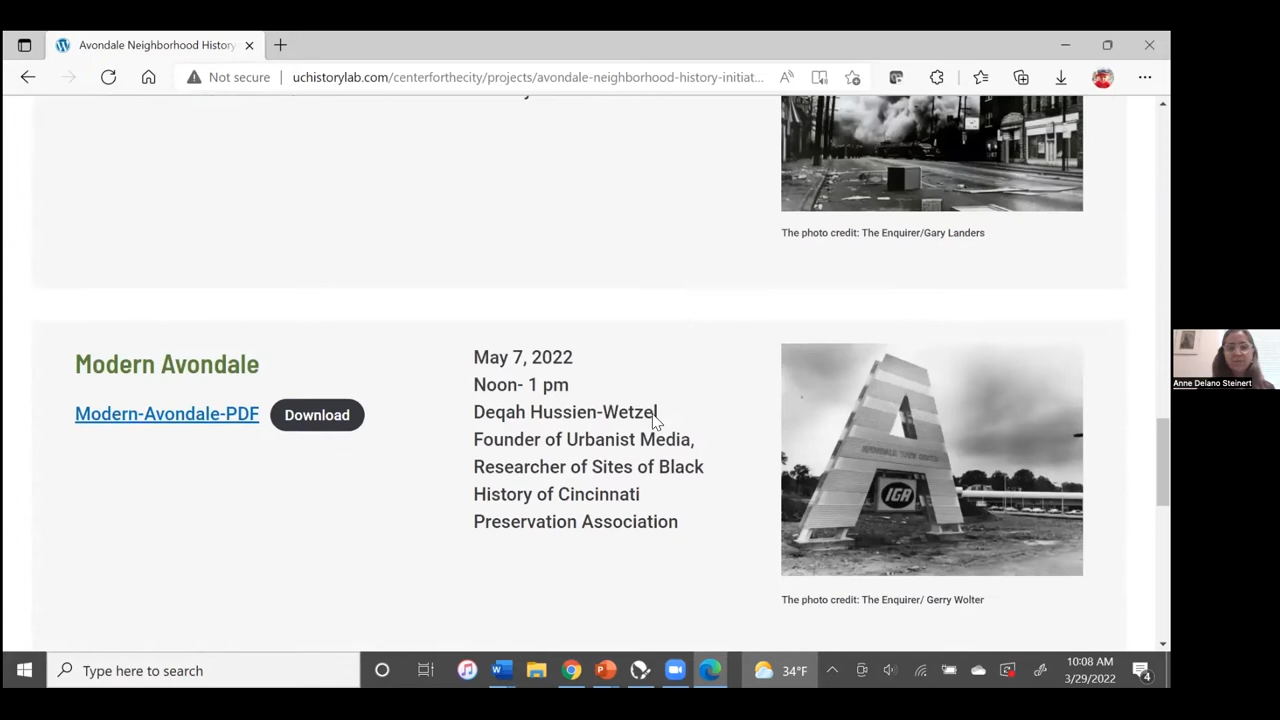 Avondale Neighborhood History
Not secure
uchistorylab.com/centerforthecity/projects/avondale-neighborhood-history-initiat...
The photo credit: The Enquirer/Gary Landers
Modern Avondale
Modern-Avondale-PDF
Download
May 7, 2022
Noon- 1 pm
Deqah Hussien-Wetzel
Founder of Urbanist Media,
Researcher of Sites of Black
History of Cincinnati
Preservation Association
AVONDALE TOWN CENTER
IGA
The photo credit: The Enquirer/ Gerry Wolter
Anne Delano Steinert
Type here to search
34°F
10:08 AM
3/29/2022
4